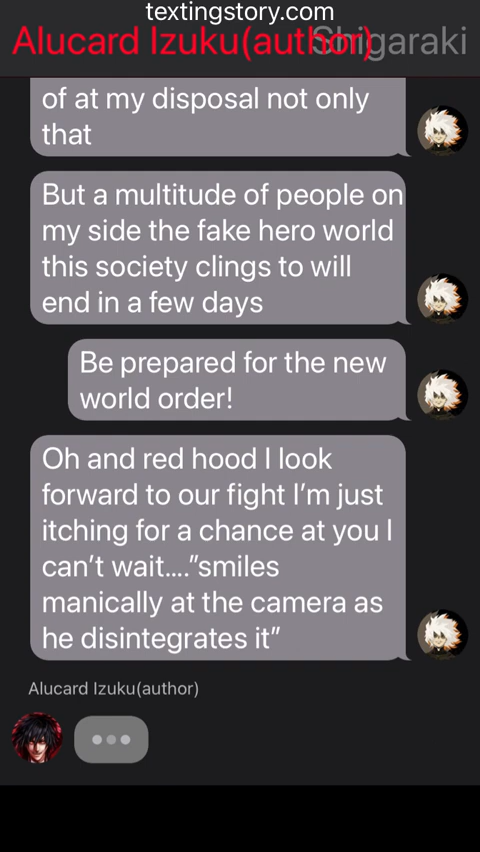 textingstory.com
Alucard Izuku(author)
Shigaraki
of at my disposal not only
that
But a multitude of people on
my side the fake hero world
this society clings to will
end in a few days
Be prepared for the new
world order!
Oh and red hood I look
forward to our fight I’m just
itching for a chance at you I
can’t wait....”smiles
manically at the camera as
he disintegrates it”
Alucard Izuku(author)